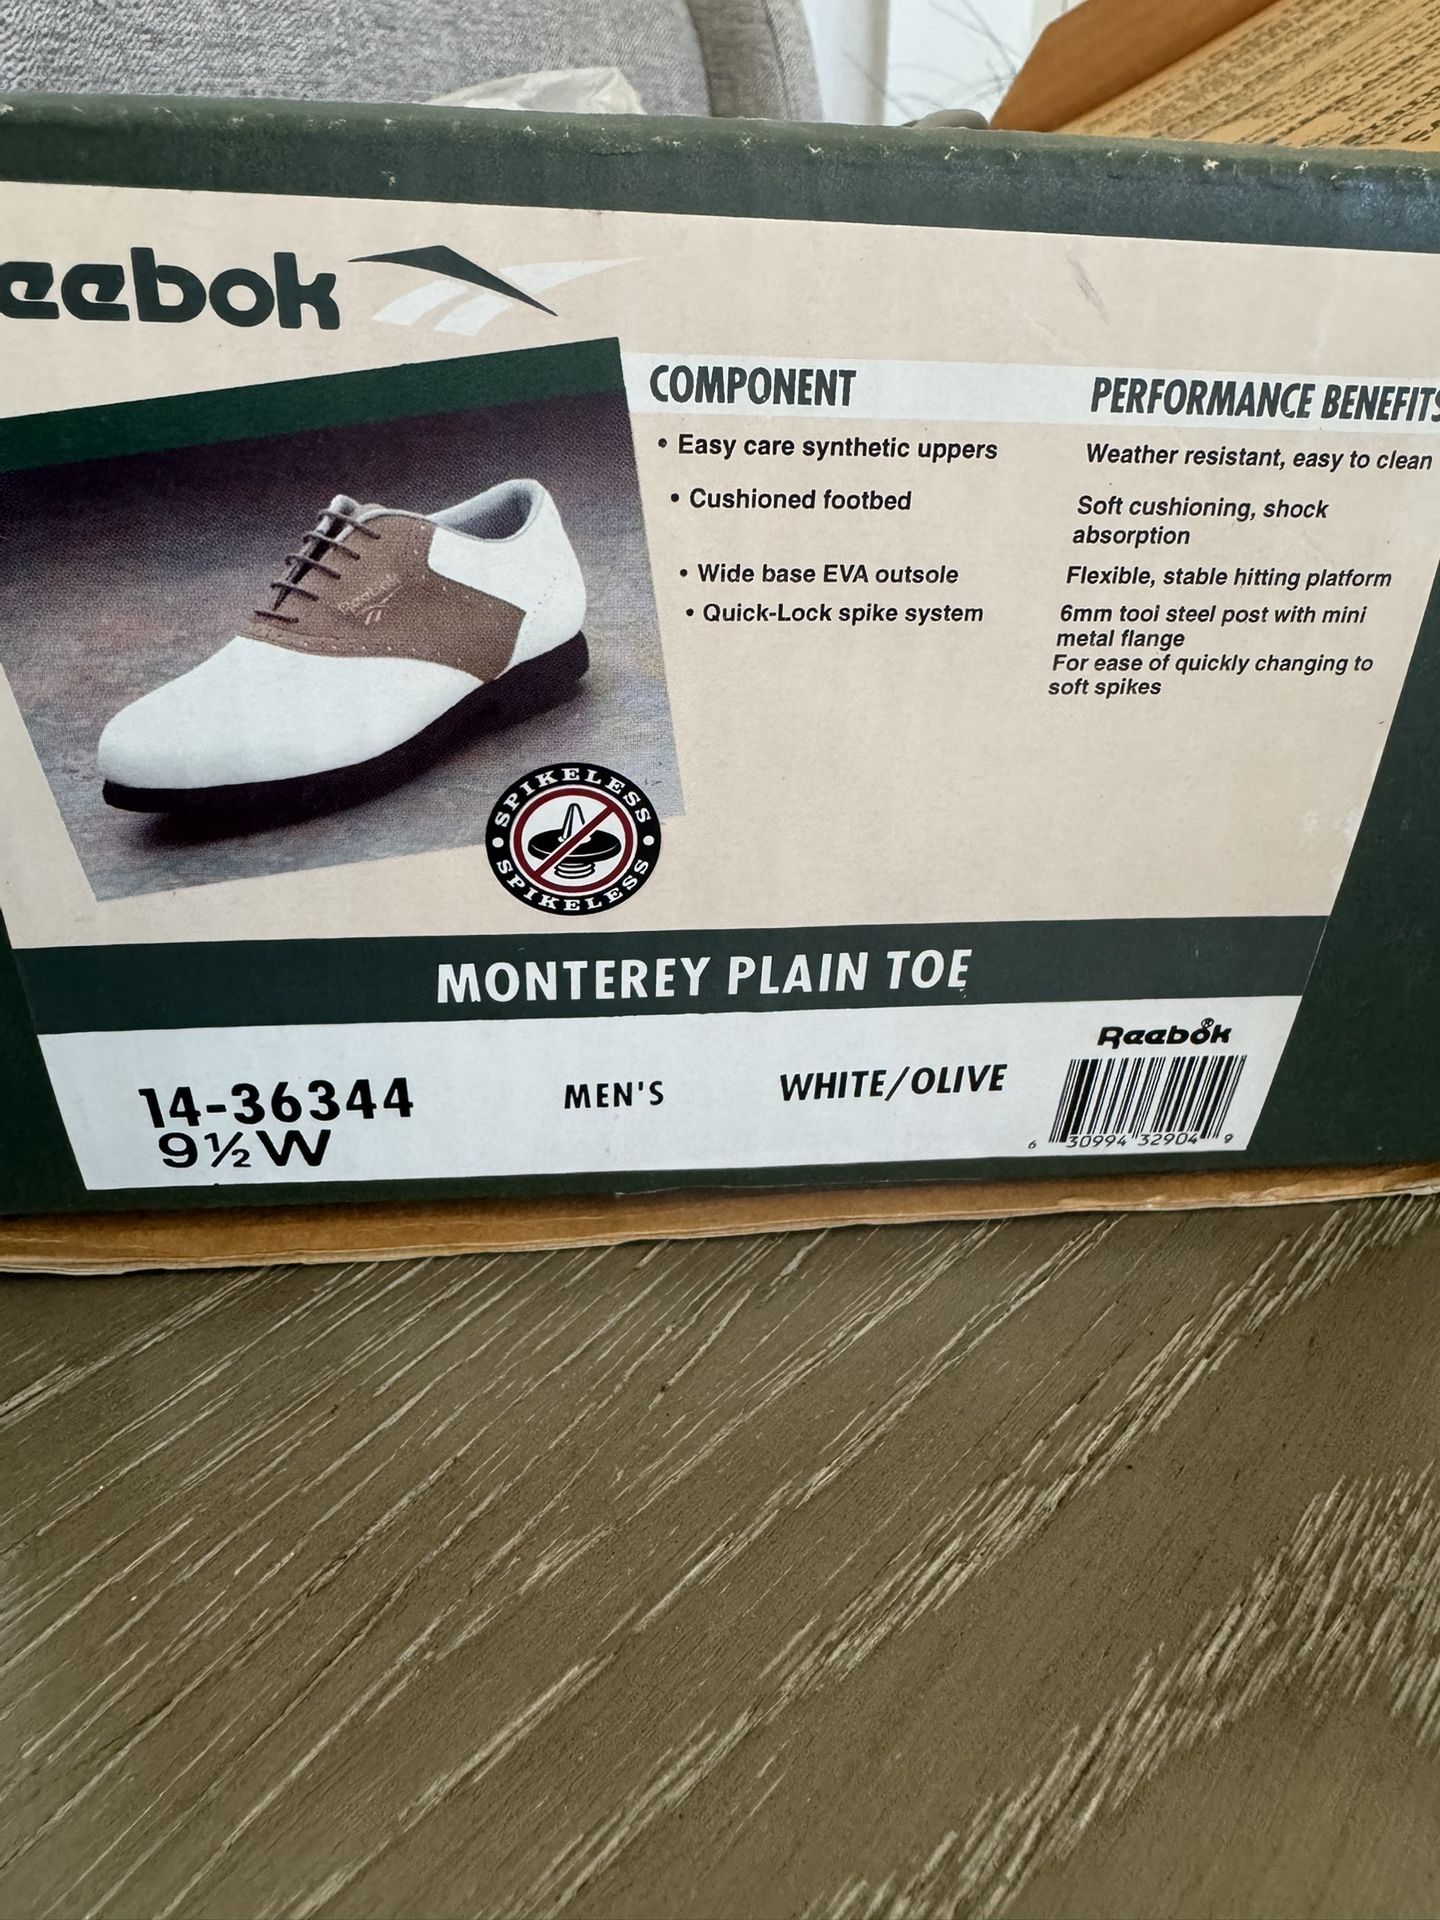 eebok
COMPONENT
PERFORMANCE BENEFITS
• Easy care synthetic uppers
Weather resistant, easy to clean
• Cushioned footbed
Soft cushioning, shock
absorption
• Wide base EVA outsole
Flexible, stable hitting platform
• Quick-Lock spike system
6mm tool steel post with mini
metal flange
For ease of quickly changing to
soft spikes
Reebok
• SPIKELESS •
SPIKELESS
MONTEREY PLAIN TOE
14-36344
9½W
MEN'S
WHITE/OLIVE
Reebok®
6 30994 32904 9